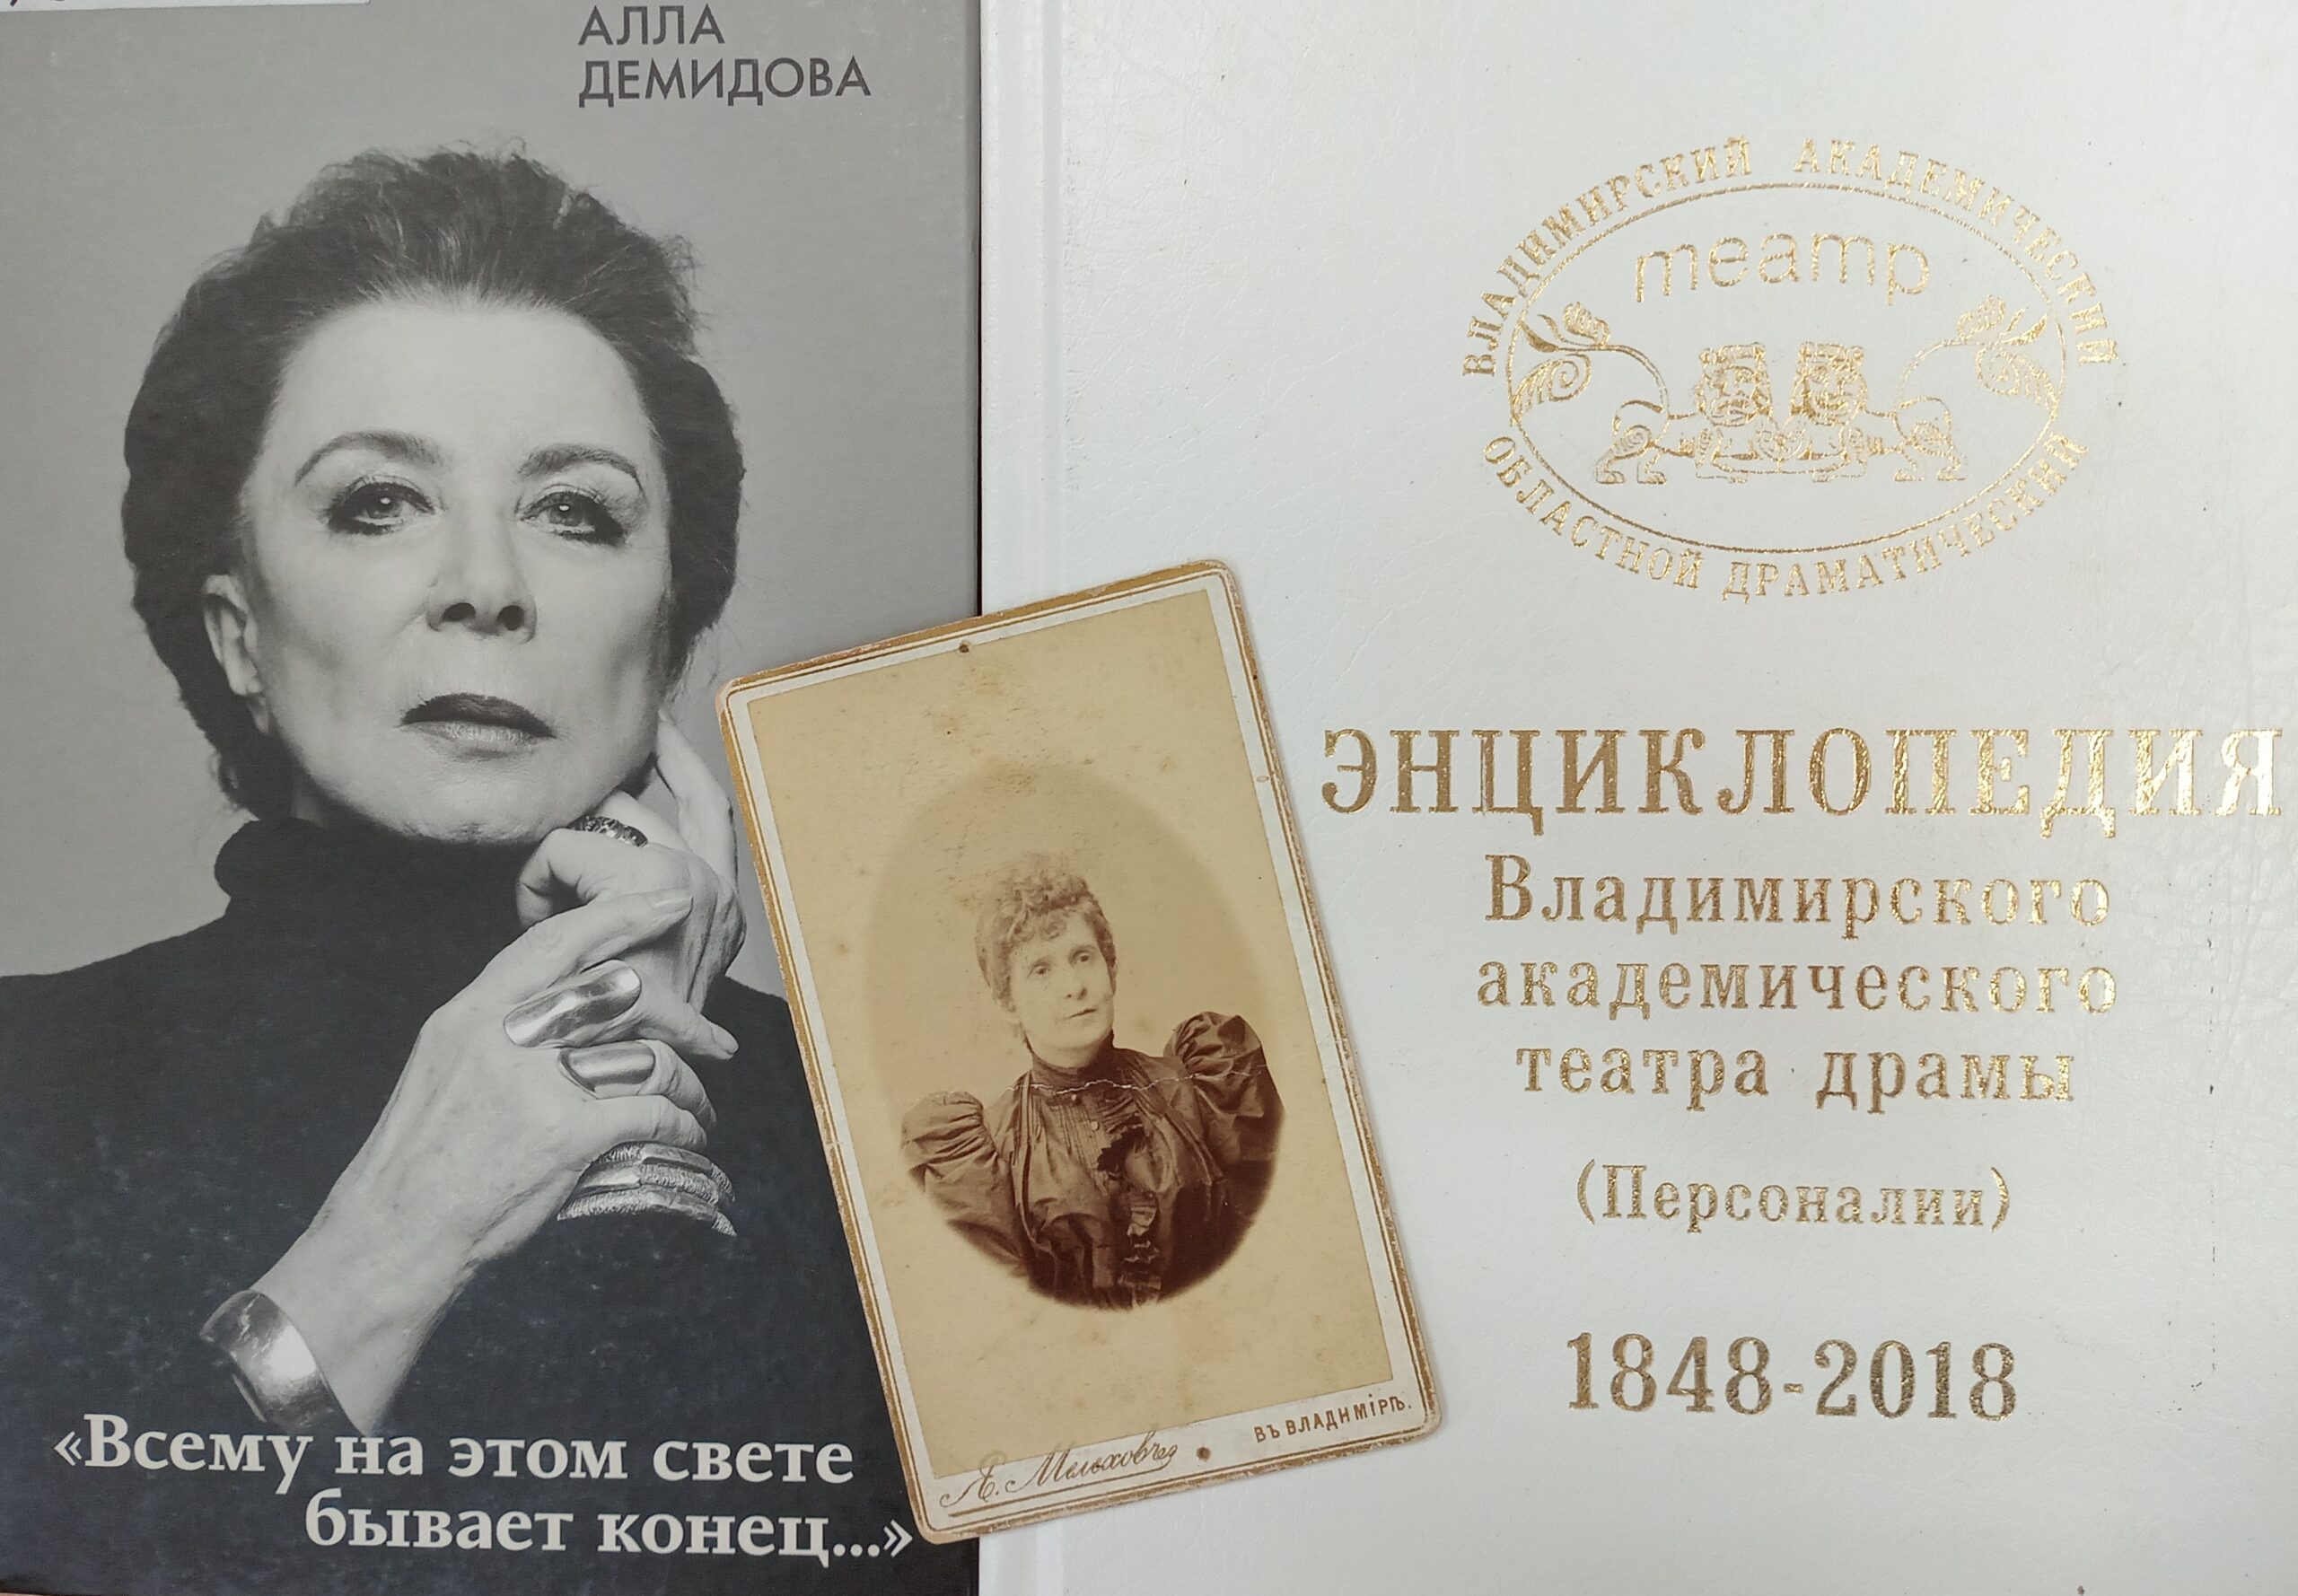 АЛЛА
ДЕМИДОВА
«Всему на этом свете
бывает конец...»
ВЪ ВЛАДИМІРѢ.
ВЛАДИМИРСКИЙ АКАДЕМИЧЕСКИЙ
театр
ОБЛАСТНОЙ ДРАМАТИЧЕСКИЙ
ЭНЦИКЛОПЕДИЯ
Владимирского
академического
театра драмы
(Персоналии)
1848-2018